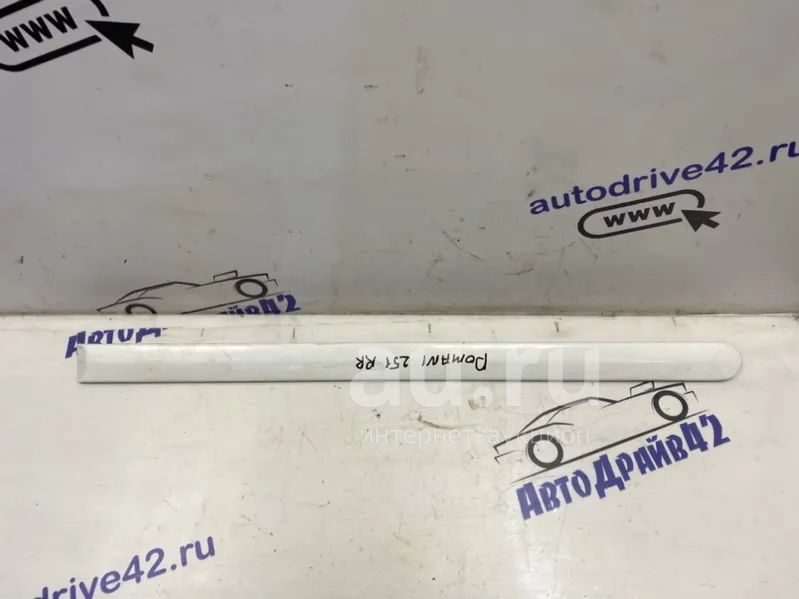 www
autodrive42.ru
www
АвтоДрайв42
DOMANI 251 RR
au.ru
интернет-аукцион
АвтоДрайв42
drive42.ru